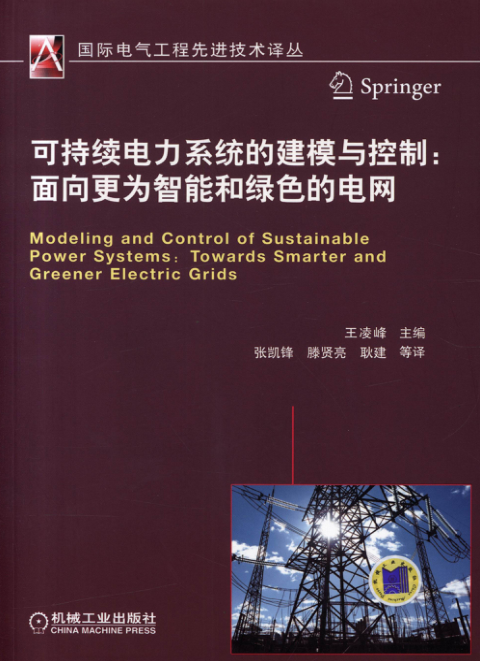 国际电气工程先进技术译丛
Springer
可持续电力系统的建模与控制：
面向更为智能和绿色的电网
Modeling and Control of Sustainable
Power Systems: Towards Smarter and
Greener Electric Grids
王凌峰 主编
张凯锋 滕贤亮 耿建 等译
机械工业出版社
CHINA MACHINE PRESS